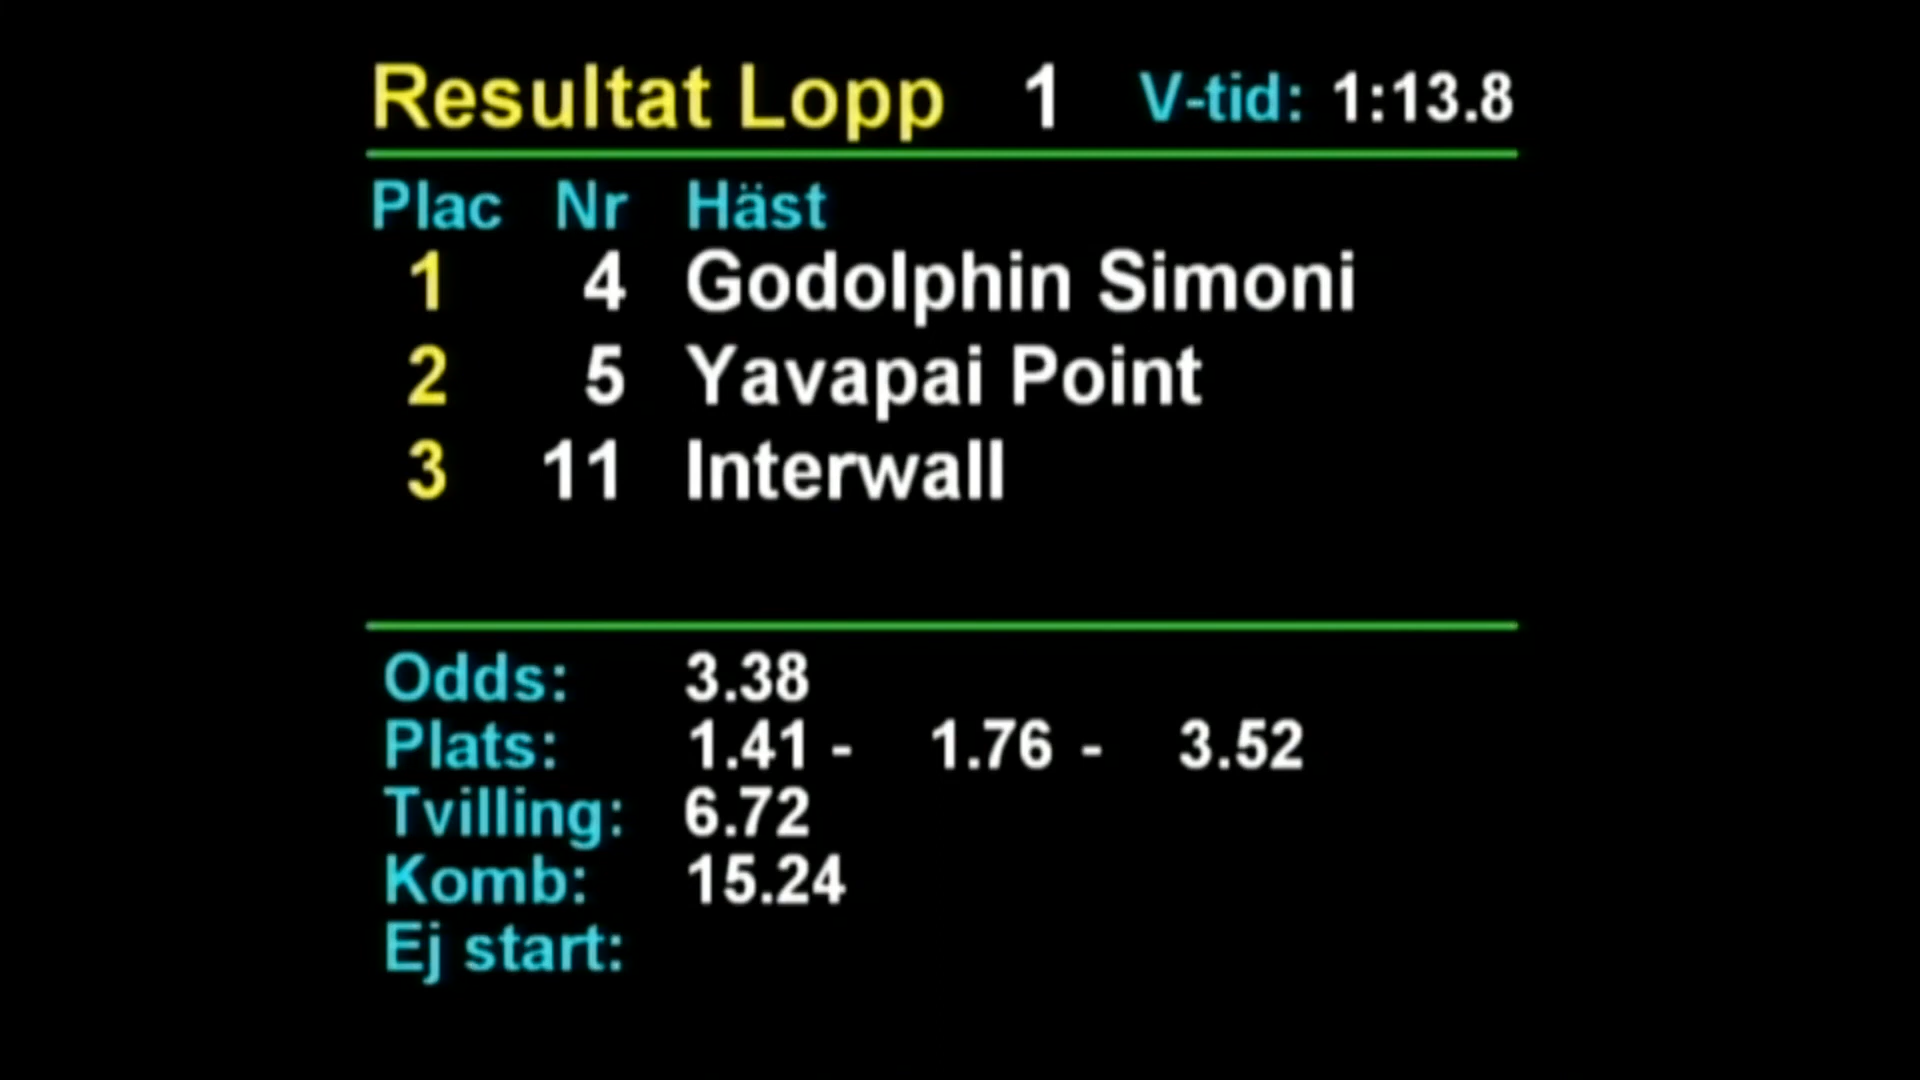 Resultat Lopp 1 V-tid: 1:13.8
Plac Nr Häst
1 4 Godolphin Simoni
2 5 Yavapai Point
3 11 Interwall
Odds: 3.38
Plats: 1.41 - 1.76 - 3.52
Tvilling: 6.72
Komb: 15.24
Ej start: